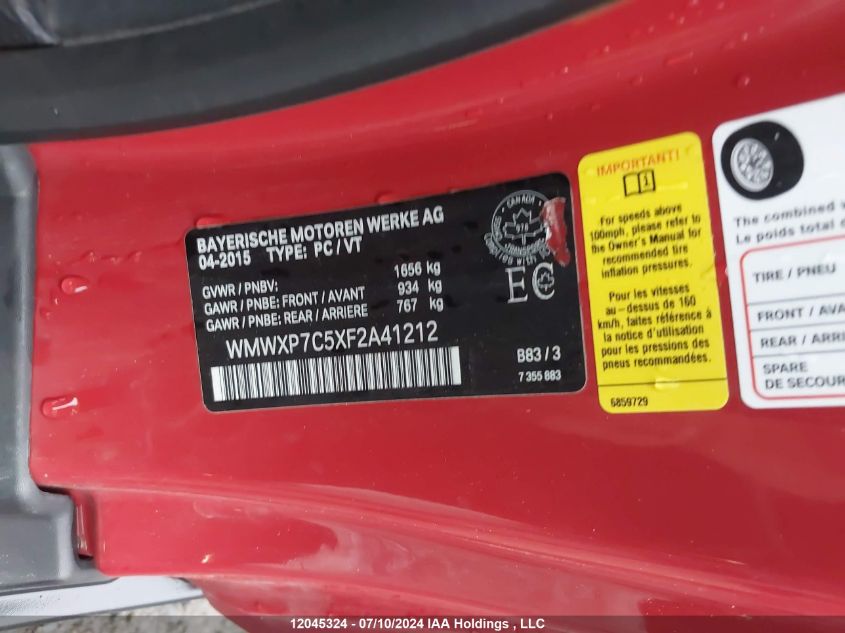 BAYERISCHE MOTOREN WERKE AG
04-2015 TYPE: PC / VT
GVWR / PNBV: 1656 kg
GAWR / PNBE: FRONT / AVANT 934 kg
GAWR / PNBE: REAR / ARRIERE 767 kg
WMWXP7C5XF2A41212
B83 / 3
7 355 883
CANADA
EC
IMPORTANT!
For speeds above
100mph, please refer to
the Owner's Manual for
recommended tire
inflation pressures.
Pour les vitesses
au-dessus de 160
km/h, faites référence à
la notice d'utilisation
pour les pressions des
pneus recommandées.
6859729
The combined
Le poids total
TIRE / PNEU
FRONT / AVA
REAR / ARRI
SPARE
DE SECOUR
12045324 - 07/10/2024 IAA Holdings , LLC